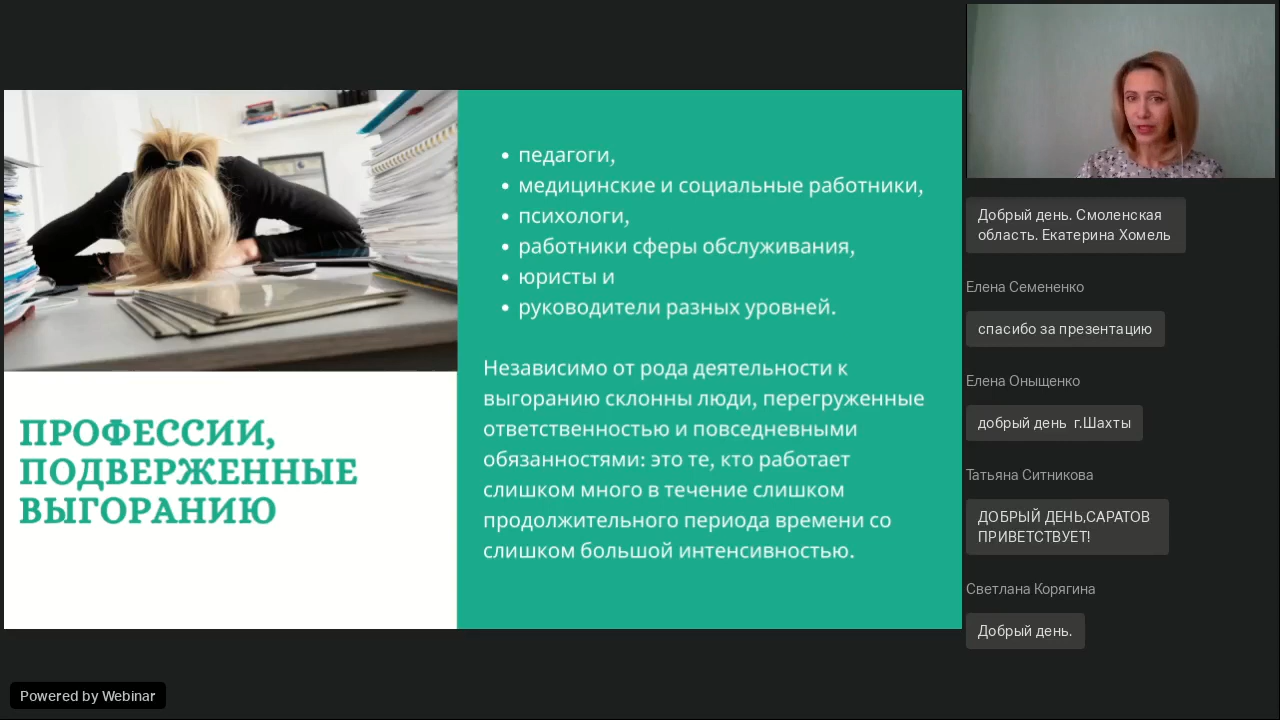 ПРОФЕССИИ,
ПОДВЕРЖЕННЫЕ
ВЫГОРАНИЮ
• педагоги,
• медицинские и социальные работники,
• психологи,
• работники сферы обслуживания,
• юристы и
• руководители разных уровней.
Независимо от рода деятельности к
выгоранию склонны люди, перегруженные
ответственностью и повседневными
обязанностями: это те, кто работает
слишком много в течение слишком
продолжительного периода времени со
слишком большой интенсивностью.
Добрый день. Смоленская
область. Екатерина Хомель
Елена Семененко
спасибо за презентацию
Елена Оныщенко
добрый день  г.Шахты
Татьяна Ситникова
ДОБРЫЙ ДЕНЬ,САРАТОВ
ПРИВЕТСТВУЕТ!
Светлана Корягина
Добрый день.
Powered by Webinar